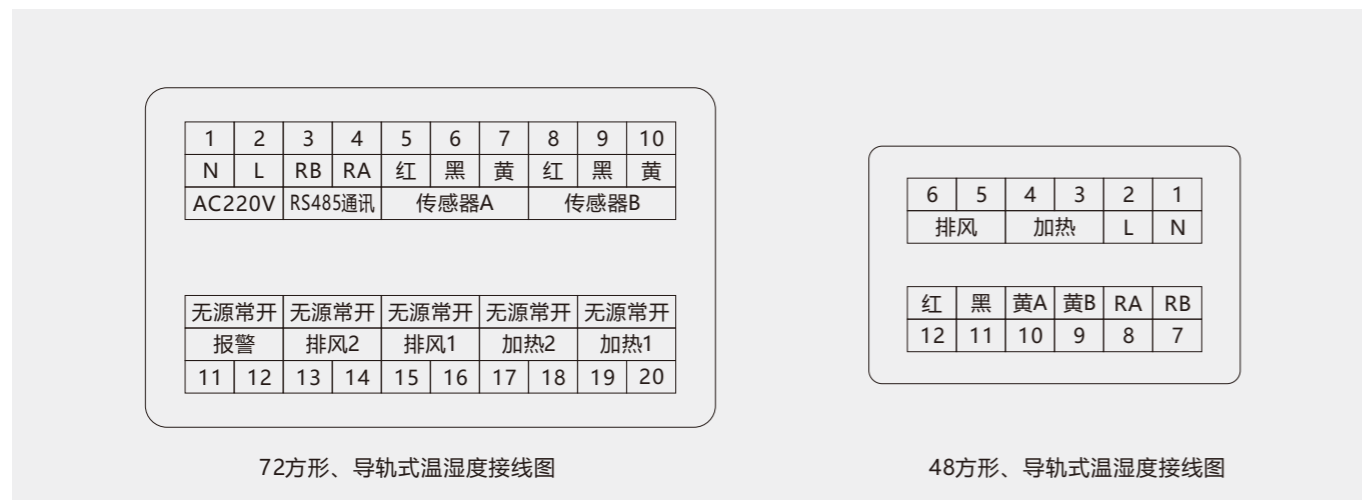 1 2 3 4 5 6 7 8 9 10
N L RB RA 红 黑 黄 红 黑 黄
AC220V RS485通讯 传感器A 传感器B
无源常开 无源常开 无源常开 无源常开 无源常开
报警 排风2 排风1 加热2 加热1
11 12 13 14 15 16 17 18 19 20
72方形、导轨式温湿度接线图
6 5 4 3 2 1
排风 加热 L N
红 黑 黄A 黄B RA RB
12 11 10 9 8 7
48方形、导轨式温湿度接线图